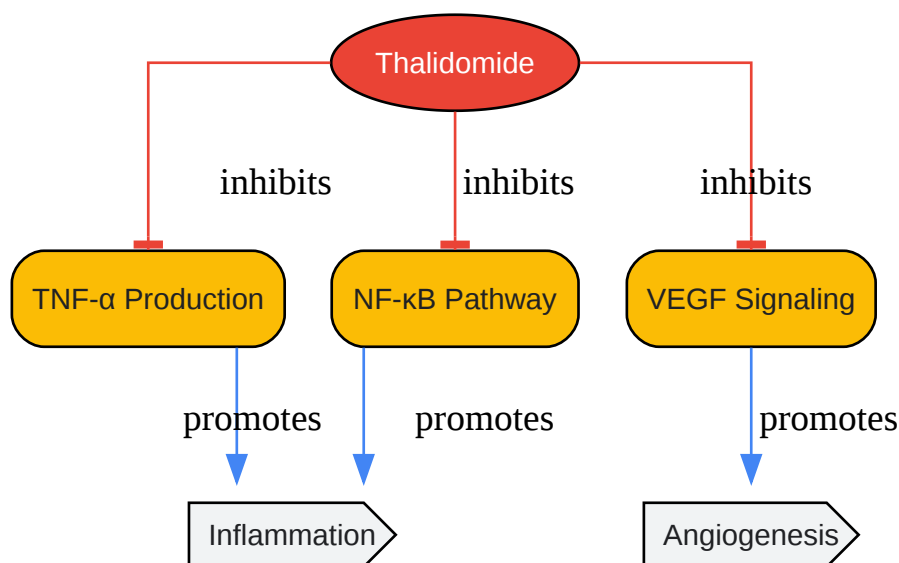 Thalidomide
inhibits inhibits inhibits
TNF-α Production NF-κB Pathway VEGF Signaling
promotes promotes promotes
Inflammation Angiogenesis